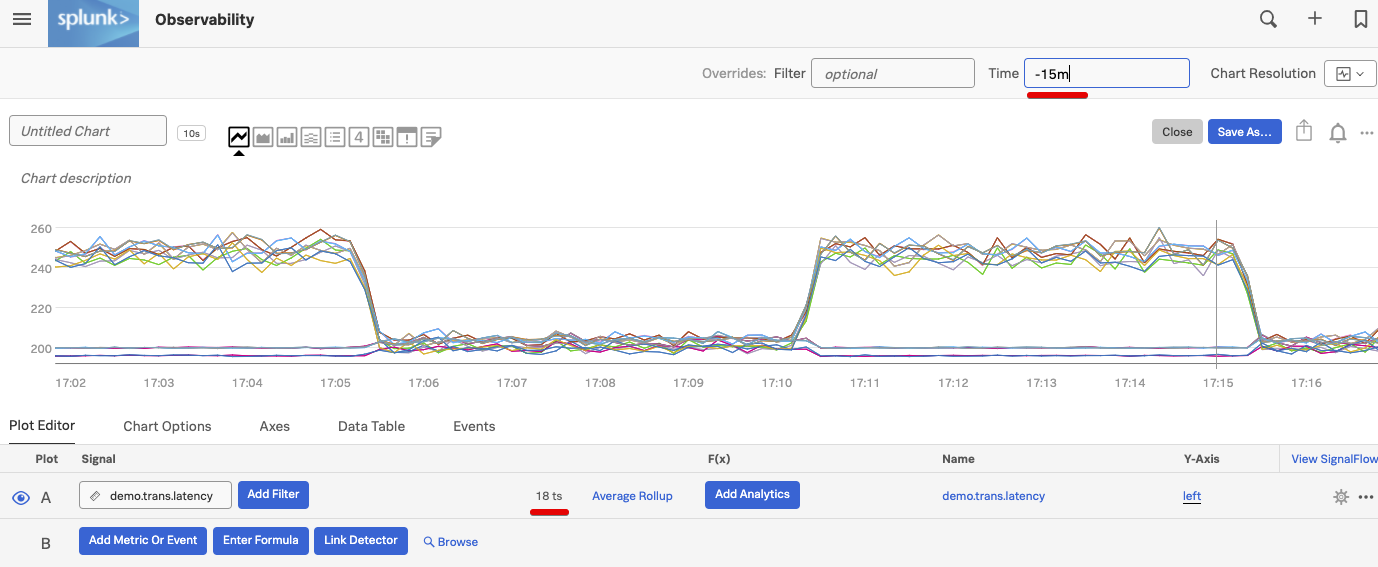 splunk> Observability
Overrides: Filter optional Time -15m Chart Resolution
Untitled Chart 10s 4 Close Save As...
Chart description
260
240
220
200
17:02 17:03 17:04 17:05 17:06 17:07 17:08 17:09 17:10 17:11 17:12 17:13 17:14 17:15 17:16
Plot Editor Chart Options Axes Data Table Events
Plot Signal F(x) Name Y-Axis View SignalFlow
A demo.trans.latency Add Filter 18 ts Average Rollup Add Analytics demo.trans.latency left
B Add Metric Or Event Enter Formula Link Detector Browse